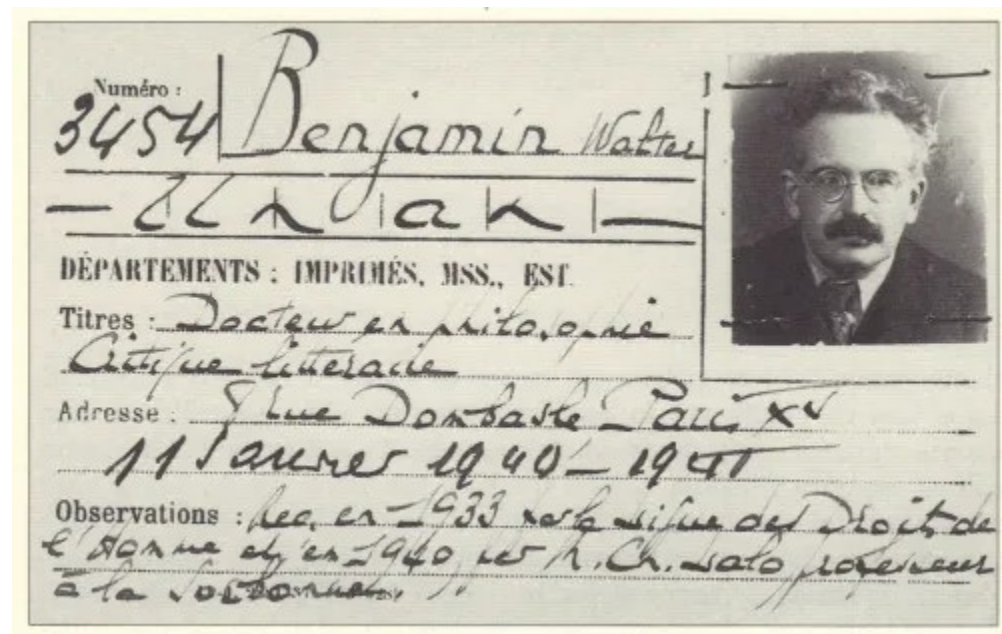 Numéro :
3454 Benjamin Walter
DÉPARTEMENTS : IMPRIMÉS, MSS., EST.
Titres : Docteur en philosophie
Critique littéraire
Adresse : rue Dombasle Paris XV
11 Janvier 1940 - 1941
Observations : Rec. en 1933 par la Ligue des Droits de
l'Homme et en 1940 par M. Ch. Lalo professeur
à la Sorbonne.